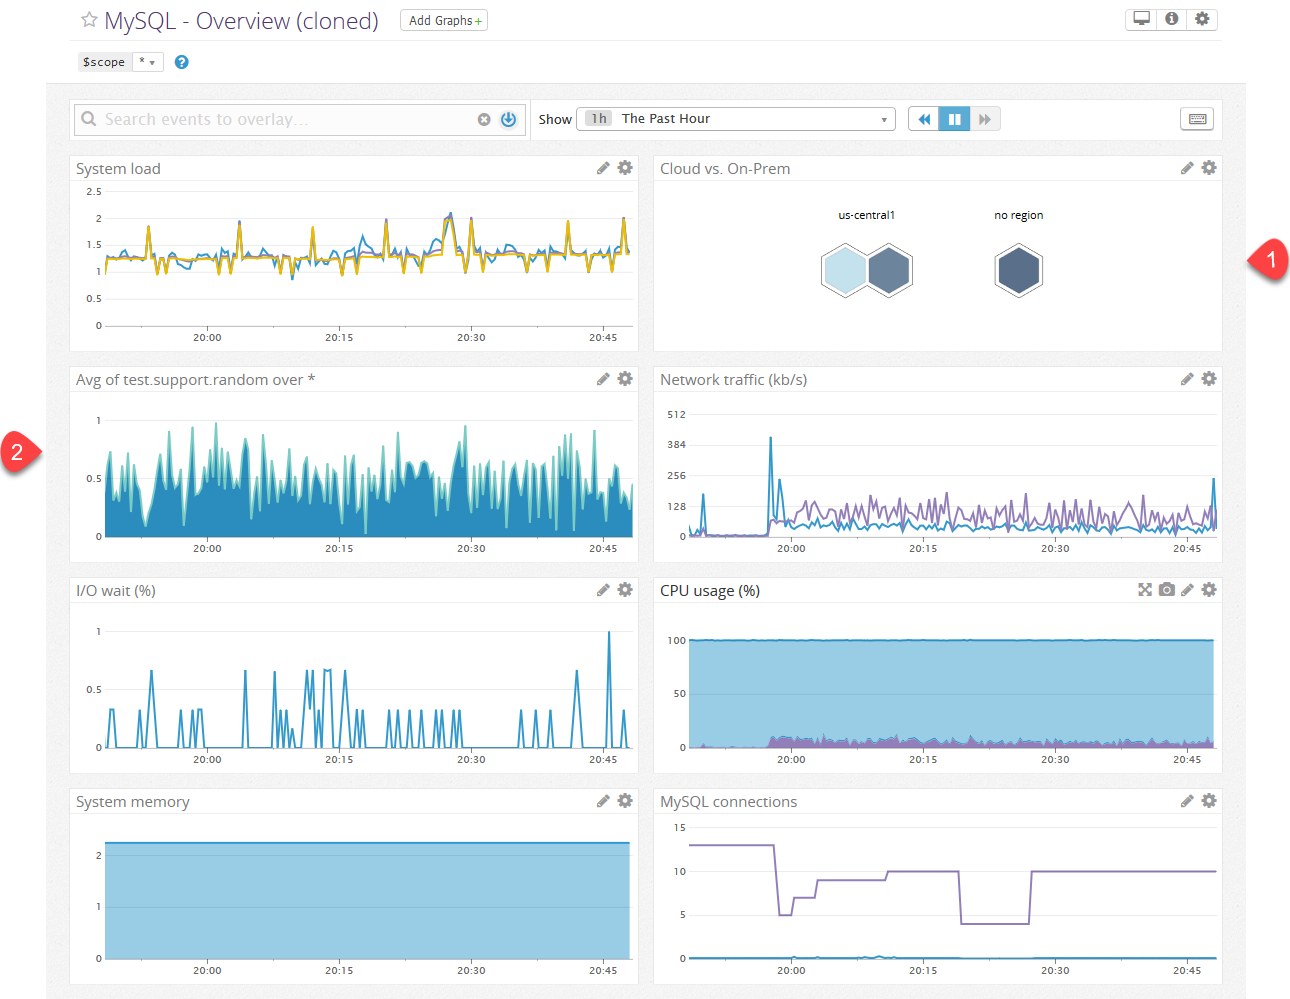 MySQL - Overview (cloned) Add Graphs+
$scope * ?
Search events to overlay... Show 1h The Past Hour
System load
2.5
2
1.5
1
0.5
0
20:00 20:15 20:30 20:45
Cloud vs. On-Prem
us-central1 no region
1
Avg of test.support.random over *
1
0.5
0
20:00 20:15 20:30 20:45
2
Network traffic (kb/s)
512
384
256
128
0
20:00 20:15 20:30 20:45
I/O wait (%)
1
0.5
0
20:00 20:15 20:30 20:45
CPU usage (%)
100
50
0
20:00 20:15 20:30 20:45
System memory
2
1
0
20:00 20:15 20:30 20:45
MySQL connections
15
10
5
0
20:00 20:15 20:30 20:45